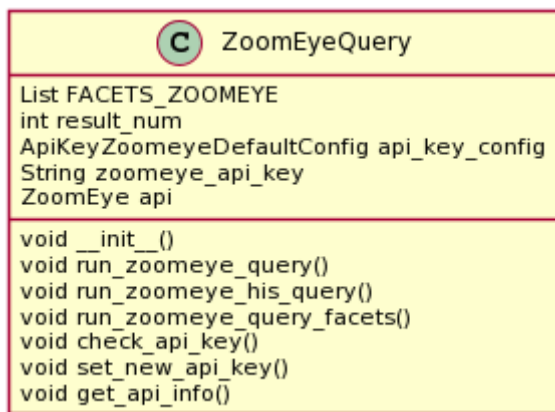 C ZoomEyeQuery
List FACETS_ZOOMEYE
int result_num
ApiKeyZoomeyeDefaultConfig api_key_config
String zoomeye_api_key
ZoomEye api
void __init__()
void run_zoomeye_query()
void run_zoomeye_his_query()
void run_zoomeye_query_facets()
void check_api_key()
void set_new_api_key()
void get_api_info()